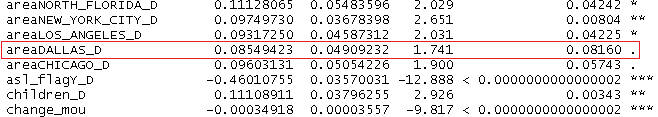 areaNORTH_FLORIDA_D 0.11128065 0.05483596 2.029 0.04242 *
areaNEW_YORK_CITY_D 0.09749730 0.03678398 2.651 0.00804 **
areaLOS_ANGELES_D 0.09317250 0.04587312 2.031 0.04225 *
areaDALLAS_D 0.08549423 0.04909232 1.741 0.08160 .
areaCHICAGO_D 0.09603131 0.05054226 1.900 0.05743 .
asl_flagY_D -0.46010755 0.03570031 -12.888 < 0.0000000000000002 ***
children_D 0.11108911 0.03796255 2.926 0.00343 **
change_mou -0.00034918 0.00003557 -9.817 < 0.0000000000000002 ***